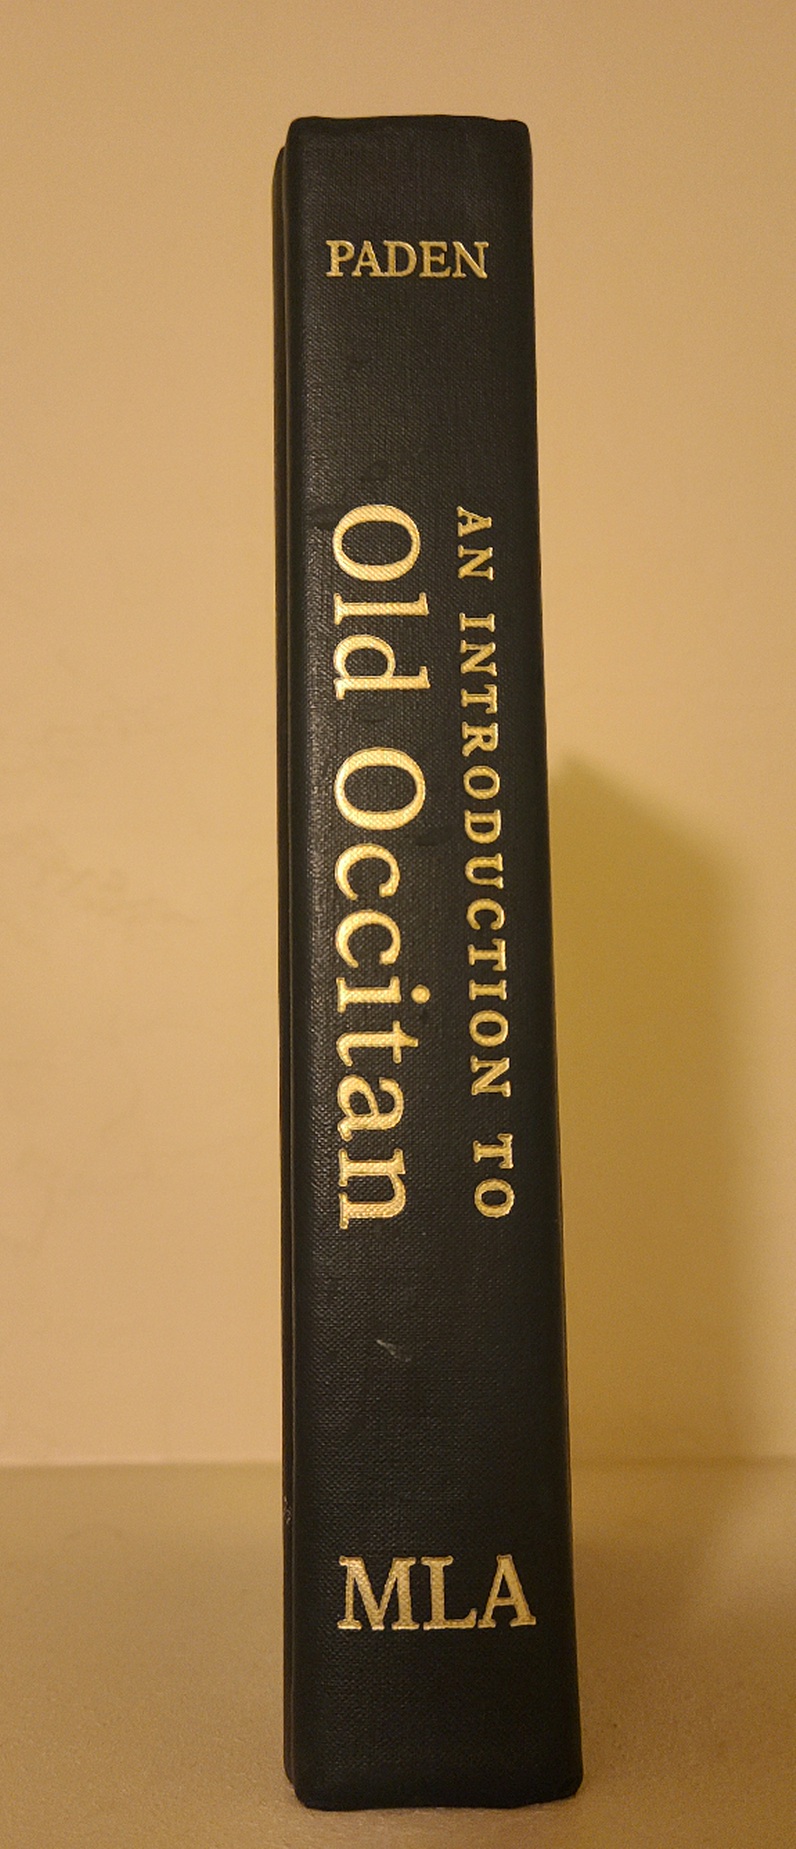 PADEN
AN INTRODUCTION TO
Old Occitan
MLA